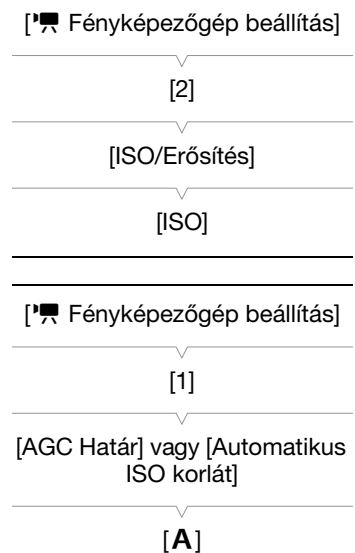 [🎥 Fényképezőgép beállítás]
[2]
[ISO/Erősítés]
[ISO]
[🎥 Fényképezőgép beállítás]
[1]
[AGC Határ] vagy [Automatikus
ISO korlát]
[A]